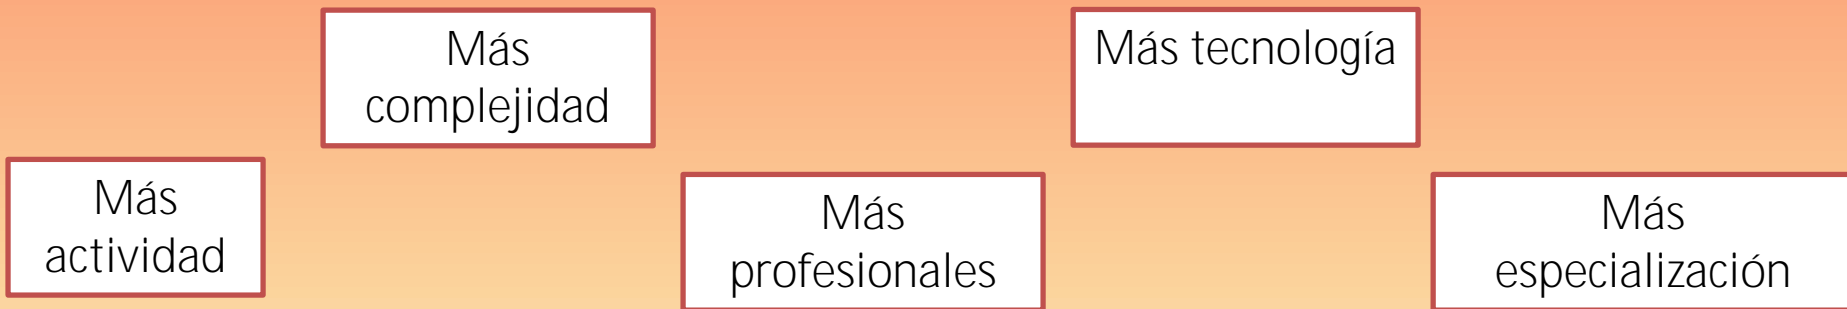 Más
complejidad
Más tecnología
Más
actividad
Más
profesionales
Más
especialización